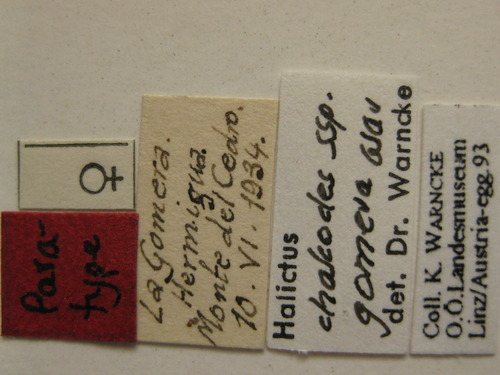 ♀
Para-
type
La Gomera.
Hermigua.
Monte del Cedro.
10. VI. 1934.
Halictus
chalcodes ssp.
gomera
det. Dr. Warncke
Coll. K. WARNCKE
O.Ö.Landesmuseum
Linz/Austria-egg.93